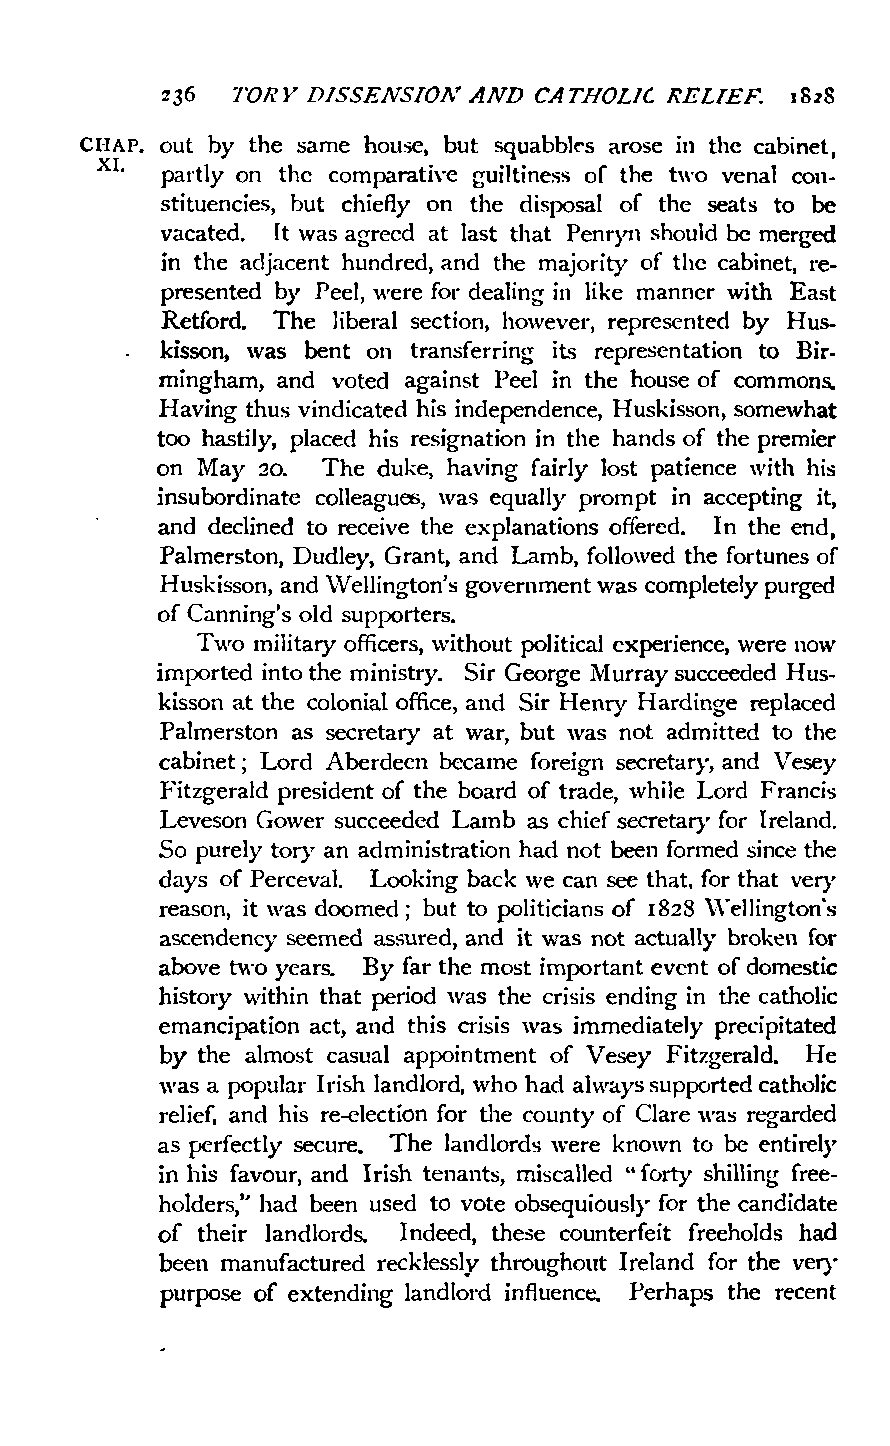 236 TORY DISSENSION AND CATHOLIC RELIEF. 1828
CHAP. XI.
out by the same house, but squabbles arose in the cabinet,
partly on the comparative guiltiness of the two venal con-
stituencies, but chiefly on the disposal of the seats to be
vacated. It was agreed at last that Penryn should be merged
in the adjacent hundred, and the majority of the cabinet, re-
presented by Peel, were for dealing in like manner with East
Retford. The liberal section, however, represented by Hus-
kisson, was bent on transferring its representation to Bir-
mingham, and voted against Peel in the house of commons.
Having thus vindicated his independence, Huskisson, somewhat
too hastily, placed his resignation in the hands of the premier
on May 20. The duke, having fairly lost patience with his
insubordinate colleagues, was equally prompt in accepting it,
and declined to receive the explanations offered. In the end,
Palmerston, Dudley, Grant, and Lamb, followed the fortunes of
Huskisson, and Wellington's government was completely purged
of Canning's old supporters.
Two military officers, without political experience, were now
imported into the ministry. Sir George Murray succeeded Hus-
kisson at the colonial office, and Sir Henry Hardinge replaced
Palmerston as secretary at war, but was not admitted to the
cabinet; Lord Aberdeen became foreign secretary, and Vesey
Fitzgerald president of the board of trade, while Lord Francis
Leveson Gower succeeded Lamb as chief secretary for Ireland.
So purely tory an administration had not been formed since the
days of Perceval. Looking back we can see that, for that very
reason, it was doomed; but to politicians of 1828 Wellington's
ascendency seemed assured, and it was not actually broken for
above two years. By far the most important event of domestic
history within that period was the crisis ending in the catholic
emancipation act, and this crisis was immediately precipitated
by the almost casual appointment of Vesey Fitzgerald. He
was a popular Irish landlord, who had always supported catholic
relief, and his re-election for the county of Clare was regarded
as perfectly secure. The landlords were known to be entirely
in his favour, and Irish tenants, miscalled "forty shilling free-
holders," had been used to vote obsequiously for the candidate
of their landlords. Indeed, these counterfeit freeholds had
been manufactured recklessly throughout Ireland for the very
purpose of extending landlord influence. Perhaps the recent